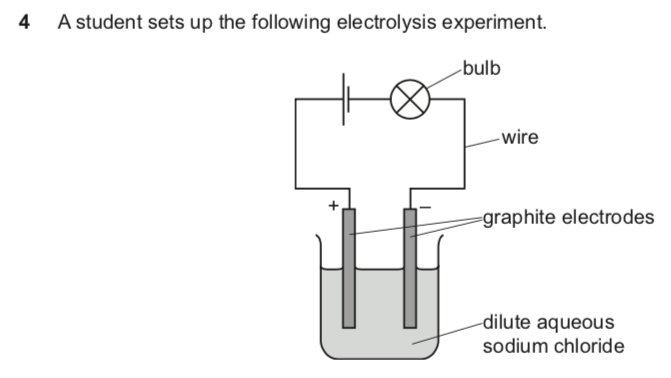 4 A student sets up the following electrolysis experiment.
bulb
wire
+
–
graphite electrodes
dilute aqueous
sodium chloride